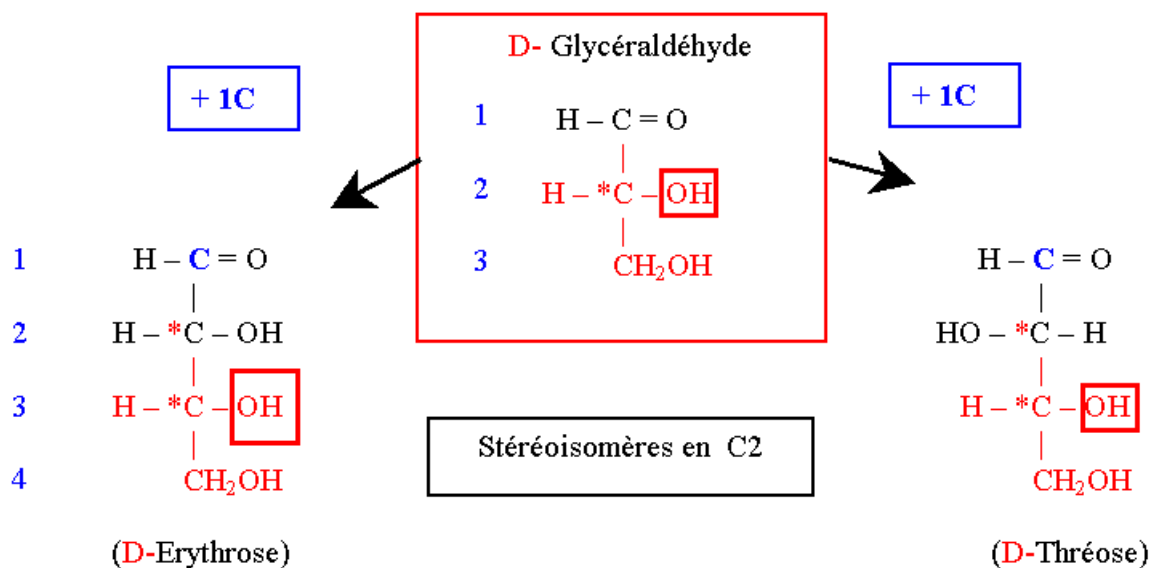 D- Glycéraldéhyde
+ 1C
+ 1C
1 H – C = O
2 H – *C – OH
3 CH₂OH
1 H – C = O
2 H – *C – OH
3 H – *C – OH
4 CH₂OH
(D-Erythrose)
Stéréoisomères en C2
H – C = O
HO – *C – H
H – *C – OH
CH₂OH
(D-Thréose)